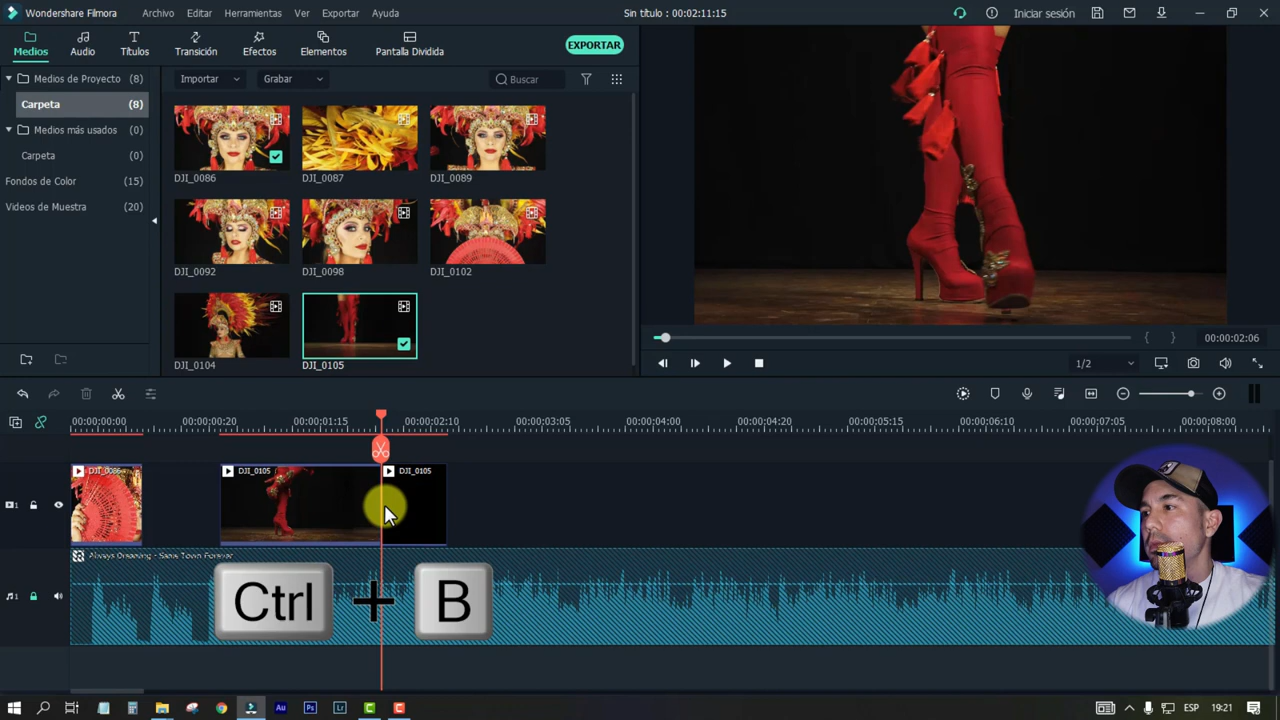 Wondershare Filmora
Archivo
Editar
Herramientas
Ver
Exportar
Ayuda
Sin título : 00:02:11:15
Iniciar sesión
Medios
Audio
Títulos
Transición
Efectos
Elementos
Pantalla Dividida
EXPORTAR
Medios de Proyecto (8)
Carpeta (8)
Medios más usados (0)
Carpeta (0)
Fondos de Color (15)
Videos de Muestra (20)
Importar
Grabar
Buscar
DJI_0086
DJI_0087
DJI_0089
DJI_0092
DJI_0098
DJI_0102
DJI_0104
DJI_0105
00:00:02:06
1/2
00:00:00:00
00:00:00:20
00:00:01:15
00:00:02:10
00:00:03:05
00:00:04:00
00:00:04:20
00:00:05:15
00:00:06:10
00:00:07:05
00:00:08:00
DJI_0086
DJI_0105
DJI_0105
1
Always Dreaming - Same Town Forever
1
Ctrl + B
Au
Ps
Lr
ESP
19:21